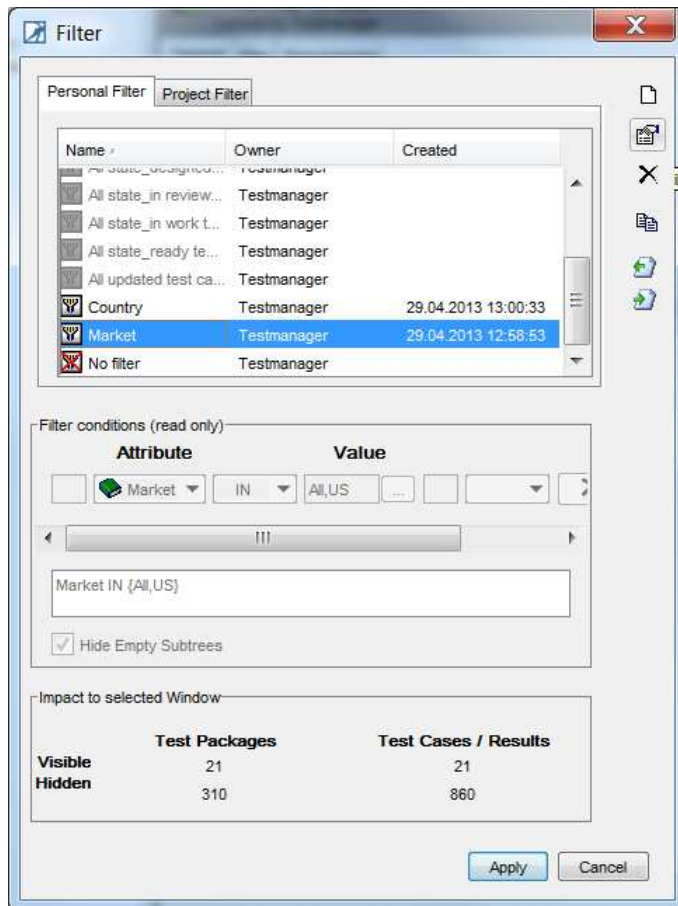 Filter
X
Personal Filter Project Filter
Name Owner Created
All state_designed... Testmanager
All state_in review... Testmanager
All state_in work t... Testmanager
All state_ready te... Testmanager
All updated test ca... Testmanager
Country Testmanager 29.04.2013 13:00:33
Market Testmanager 29.04.2013 12:58:53
No filter Testmanager
Filter conditions (read only)
Attribute Value
Market IN All,US ...
Market IN {All,US}
Hide Empty Subtrees
Impact to selected Window
Test Packages Test Cases / Results
Visible 21 21
Hidden 310 860
Apply Cancel